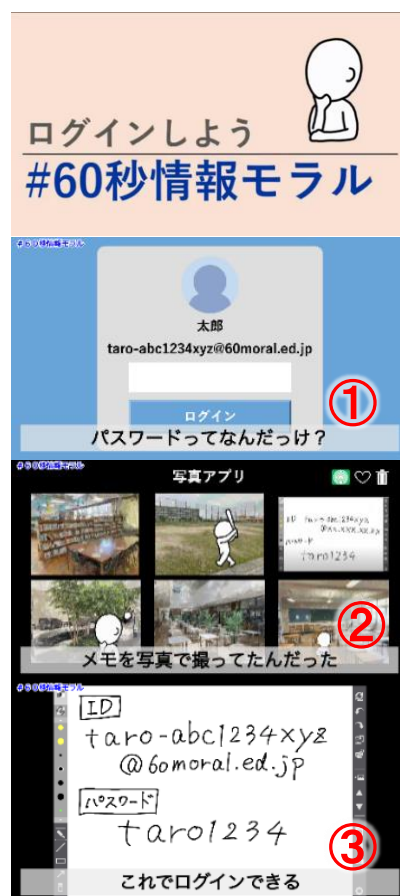 ログインしよう
#60秒情報モラル
#60秒情報モラル
太郎
taro-abc1234xyz@60moral.ed.jp
ログイン
①
パスワードってなんだっけ？
#60秒情報モラル
写真アプリ
ID taro-abc1234xyz
パスワード
taro1234
②
メモを写真で撮ってたんだった
#60秒情報モラル
ID
taro-abc1234xyz
@60moral.ed.jp
パスワード
taro1234
③
これでログインできる